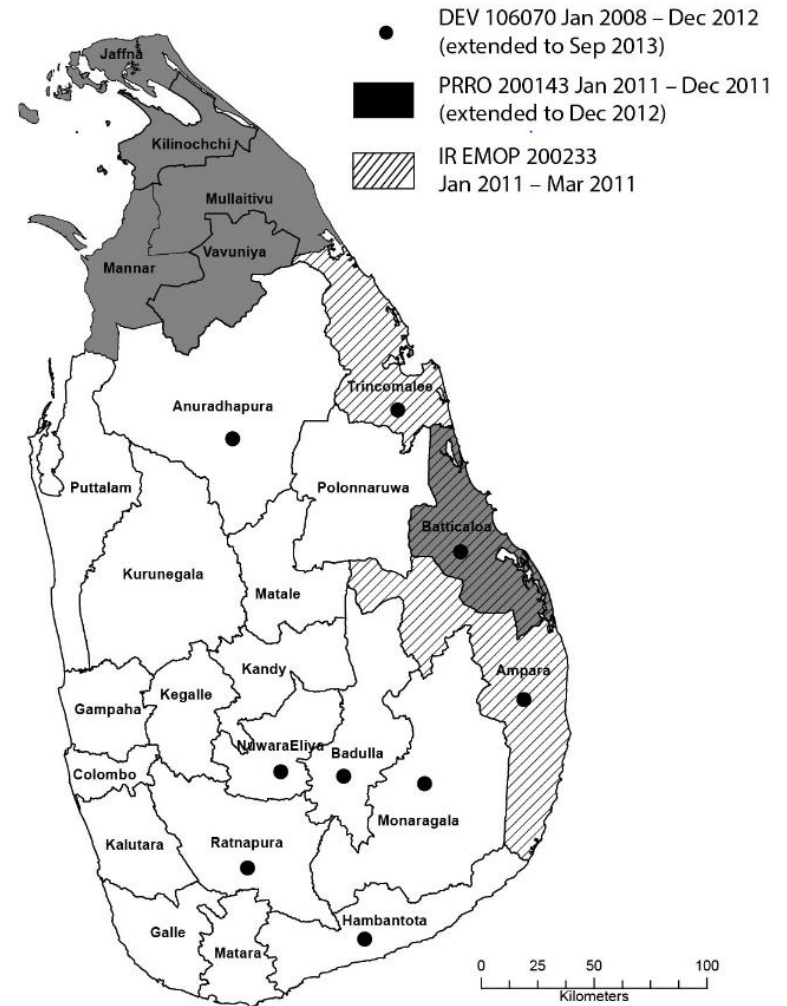 DEV 106070 Jan 2008 – Dec 2012
(extended to Sep 2013)
PRRO 200143 Jan 2011 – Dec 2011
(extended to Dec 2012)
IR EMOP 200233
Jan 2011 – Mar 2011
Jaffna
Kilinochchi
Mullaitivu
Vavuniya
Mannar
Trincomalee
Anuradhapura
Puttalam
Polonnaruwa
Batticaloa
Kurunegala
Matale
Kandy
Ampara
Kegalle
Gampaha
NuwaraEliya
Badulla
Colombo
Monaragala
Kalutara
Ratnapura
Hambantota
Galle
Matara
0 25 50 100
Kilometers